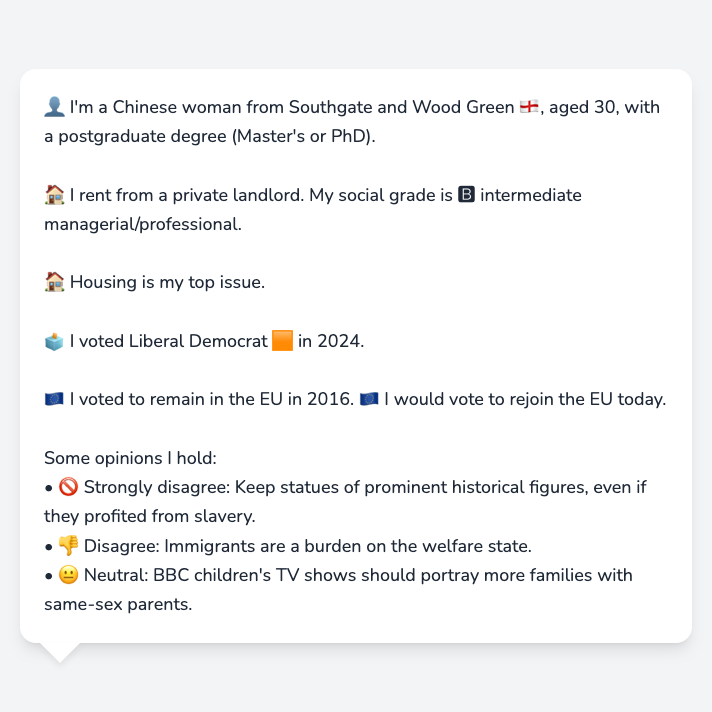 👤 I'm a Chinese woman from Southgate and Wood Green 🏴󠁧󠁢󠁥󠁮󠁧󠁿, aged 30, with
a postgraduate degree (Master's or PhD).
🏠 I rent from a private landlord. My social grade is 🅱 intermediate
managerial/professional.
🏠 Housing is my top issue.
🗳️ I voted Liberal Democrat 🟧 in 2024.
🇪🇺 I voted to remain in the EU in 2016. 🇪🇺 I would vote to rejoin the EU today.
Some opinions I hold:
• 🚫 Strongly disagree: Keep statues of prominent historical figures, even if
they profited from slavery.
• 👎 Disagree: Immigrants are a burden on the welfare state.
• 😐 Neutral: BBC children's TV shows should portray more families with
same-sex parents.